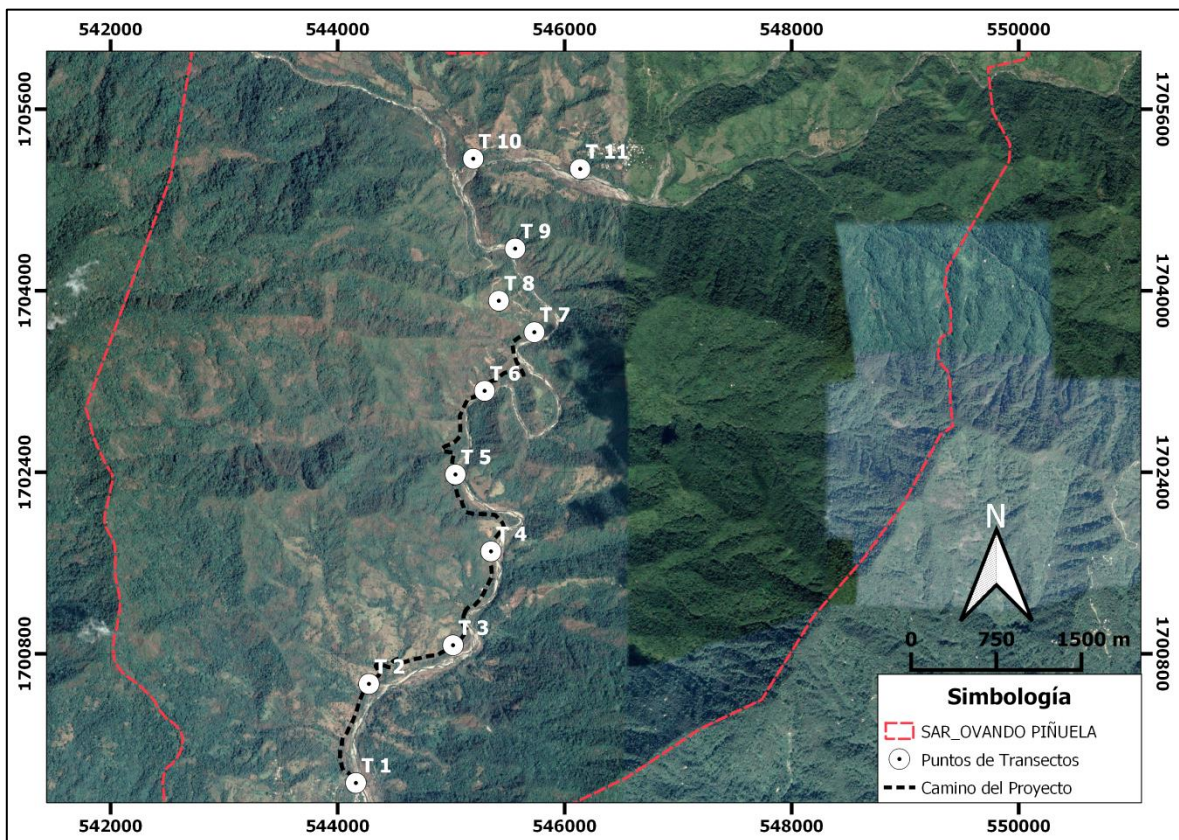 542000 544000 546000 548000 550000
1705600 1705600
T 10
T 11
T 9
1704000 1704000
T 8
T 7
T 6
1702400 1702400
T 5
T 4
N
0 750 1500 m
T 3
1700800 1700800
T 2
Simbología
SAR_OVANDO PIÑUELA
Puntos de Transectos
Camino del Proyecto
T 1
542000 544000 546000 548000 550000